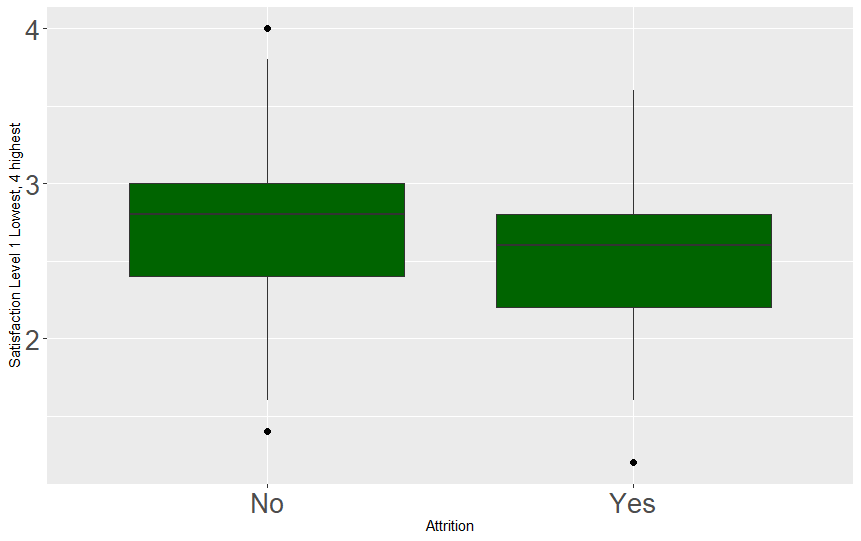 Satisfaction Level 1 Lowest, 4 highest
4
3
2
No Yes
Attrition